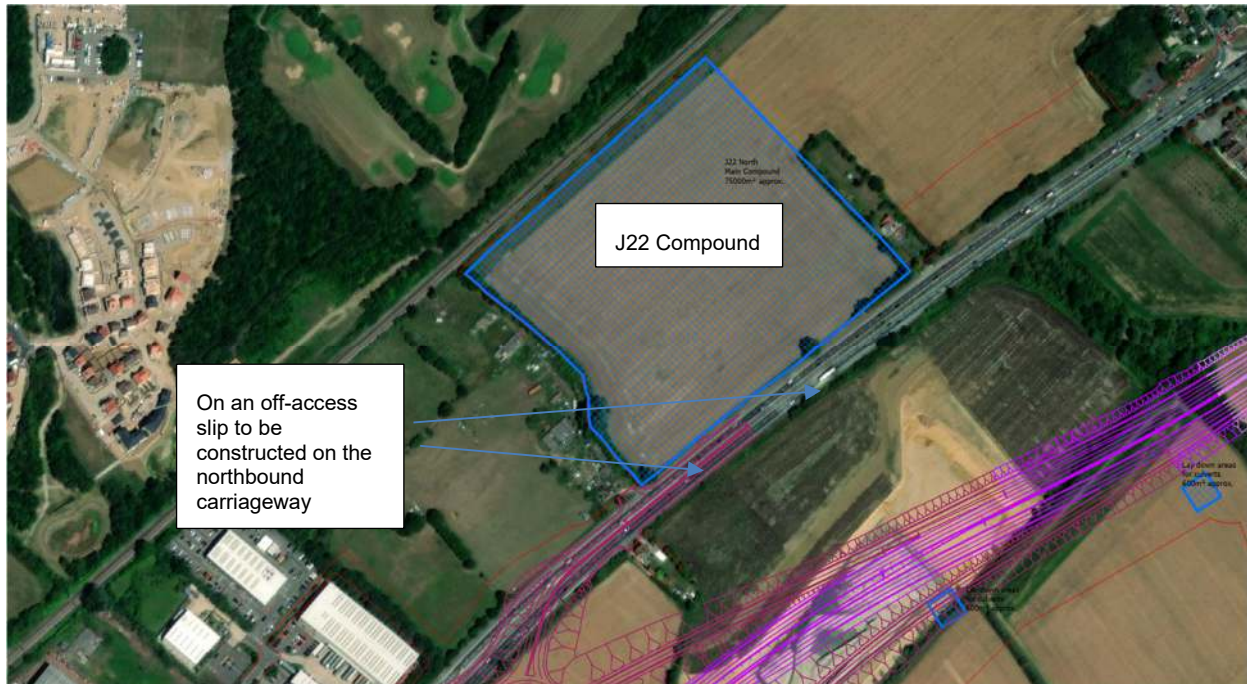 J22 North
Main Compound
75000m² approx.
J22 Compound
On an off-access
slip to be
constructed on the
northbound
carriageway
Lay down areas
for culverts
600m² approx.